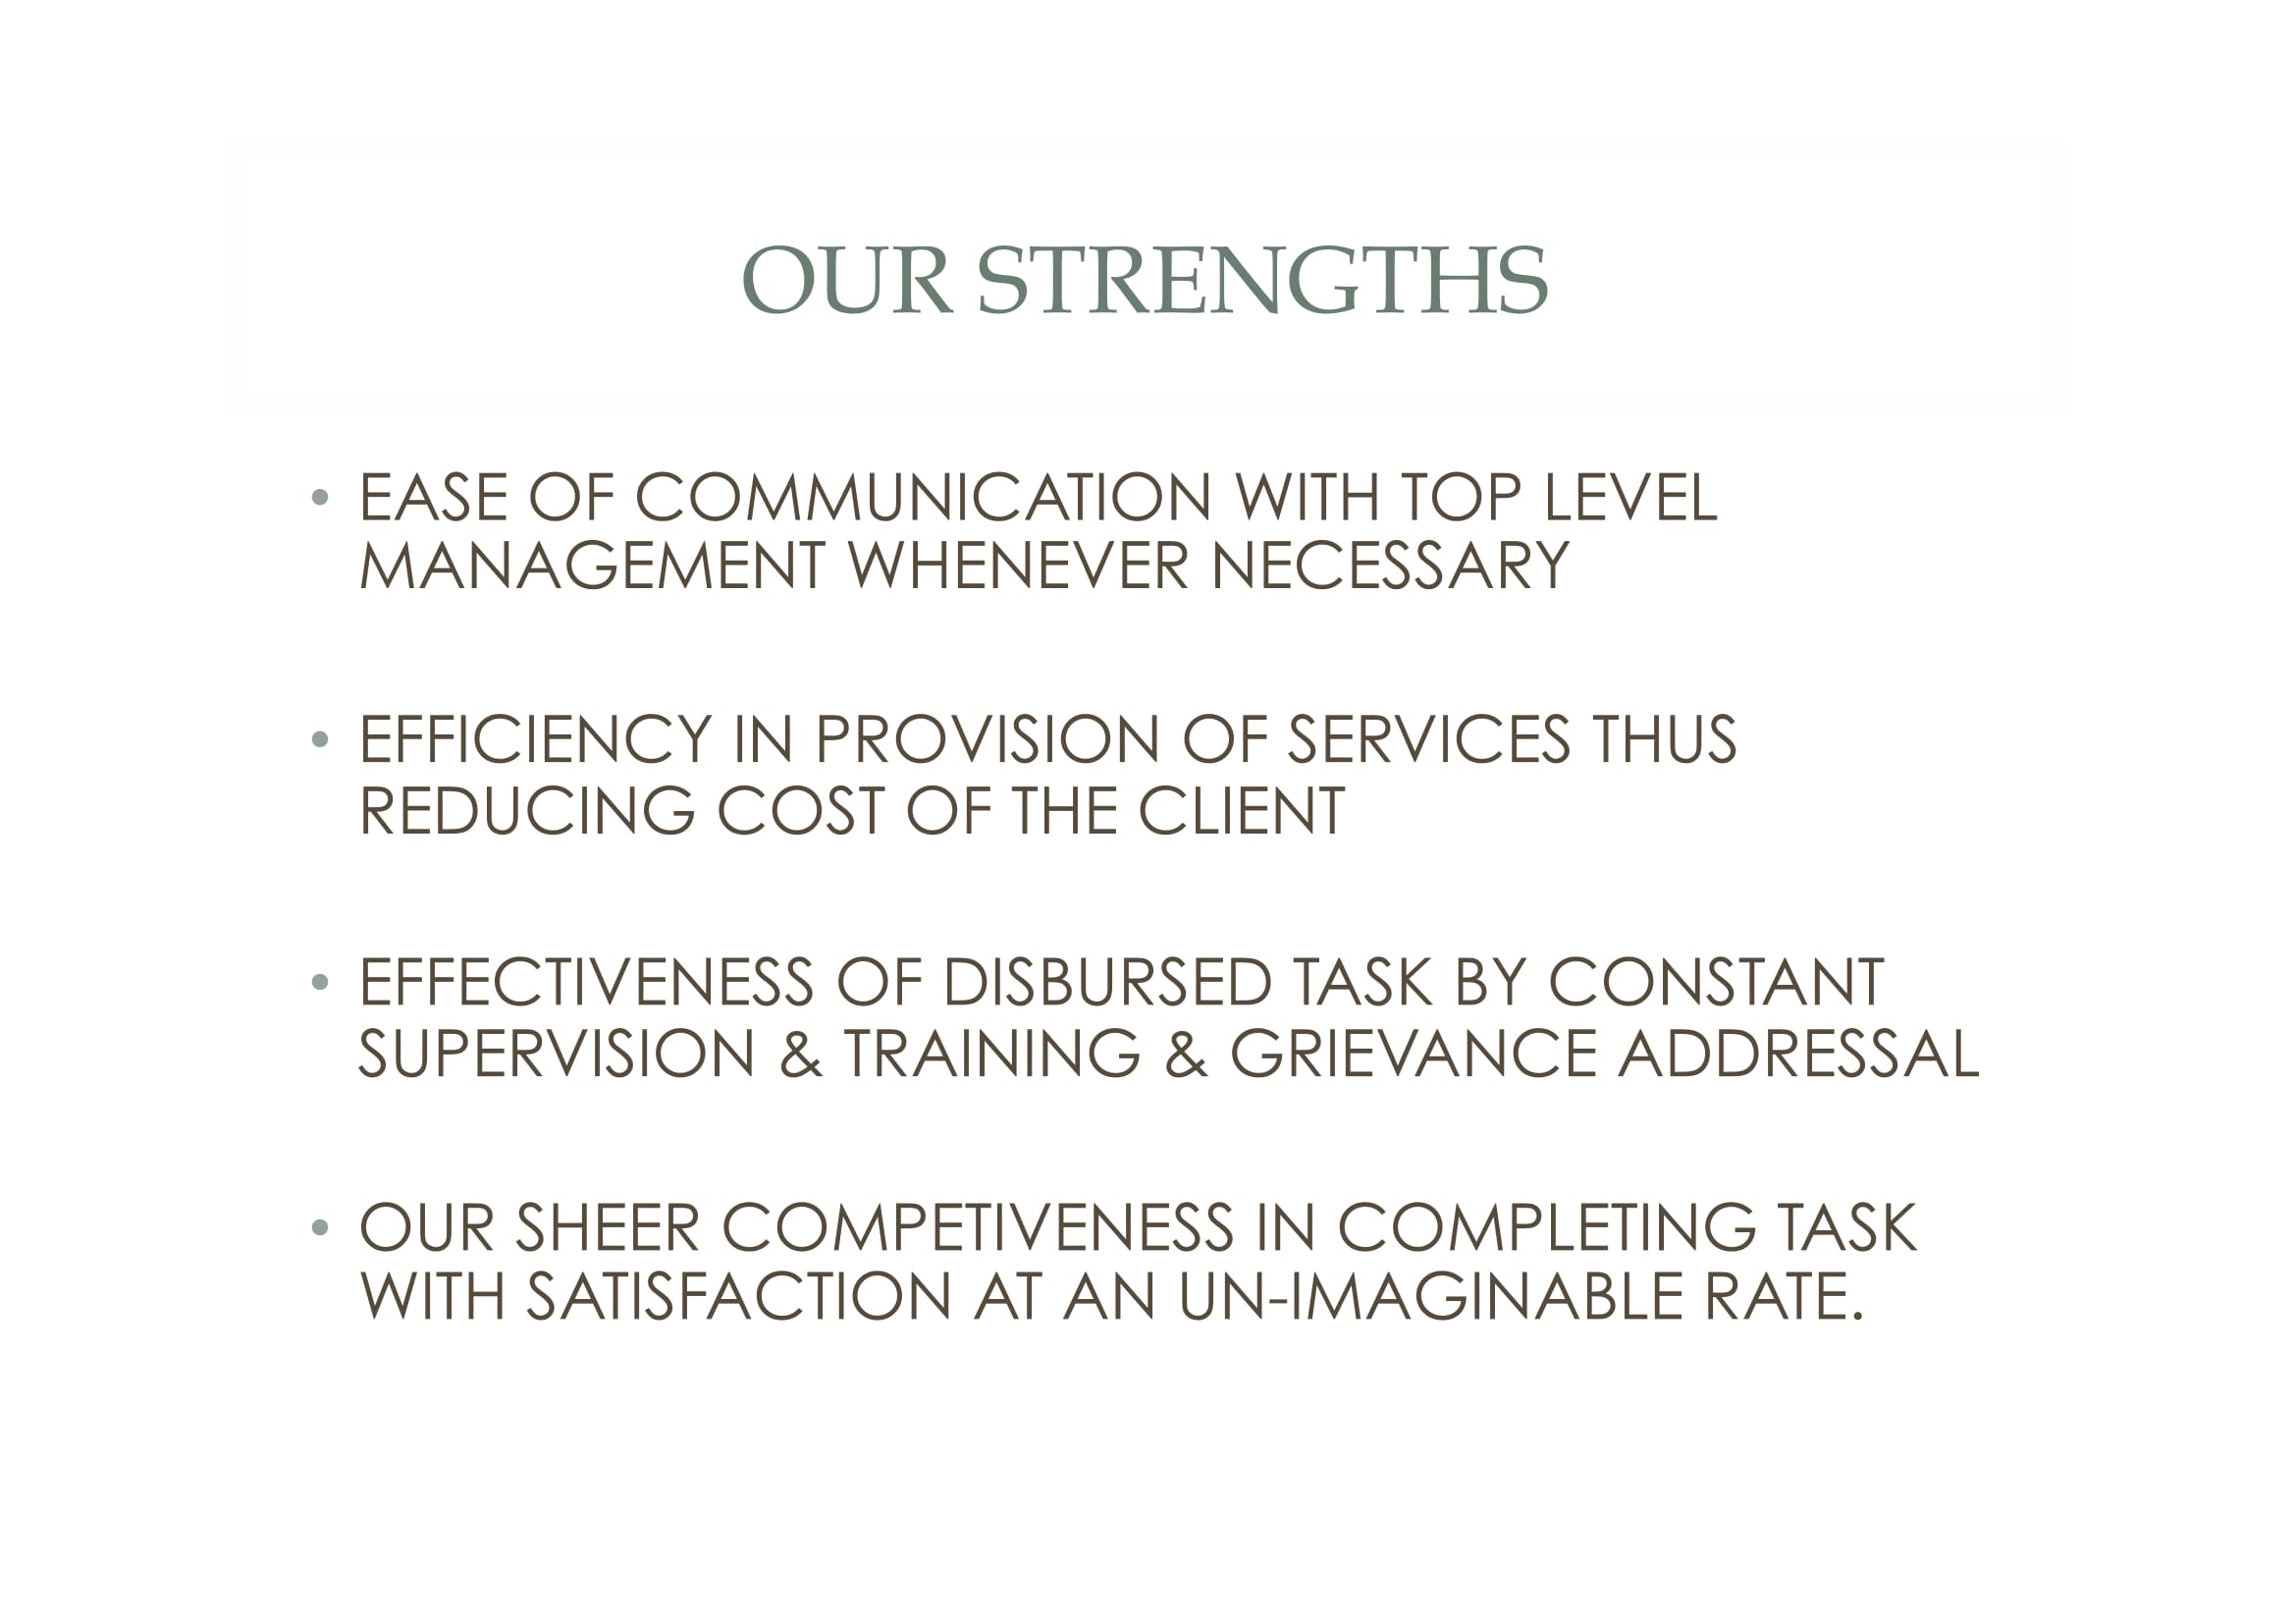 OUR STRENGTHS
• EASE OF COMMUNICATION WITH TOP LEVEL
MANAGEMENT WHENEVER NECESSARY
• EFFICIENCY IN PROVISION OF SERVICES THUS
REDUCING COST OF THE CLIENT
• EFFECTIVENESS OF DISBURSED TASK BY CONSTANT
SUPERVISION & TRAINING & GRIEVANCE ADDRESSAL
• OUR SHEER COMPETIVENESS IN COMPLETING TASK
WITH SATISFACTION AT AN UN-IMAGINABLE RATE.